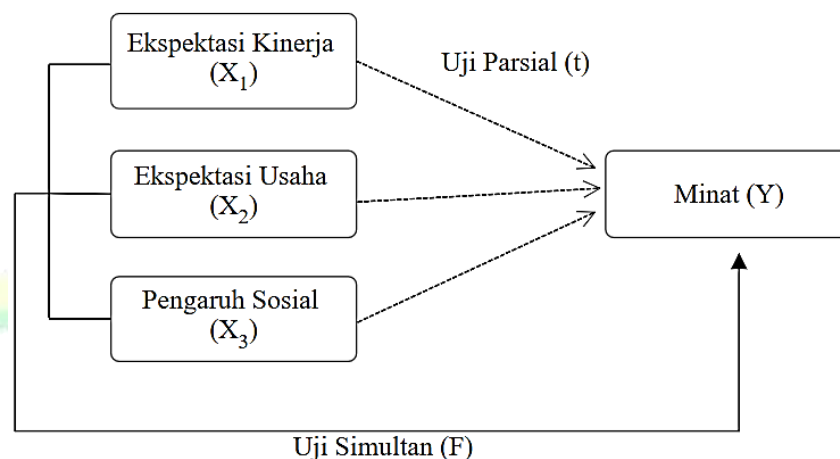 Ekspektasi Kinerja
(X₁)
Uji Parsial (t)
Ekspektasi Usaha
(X₂)
Minat (Y)
Pengaruh Sosial
(X₃)
Uji Simultan (F)